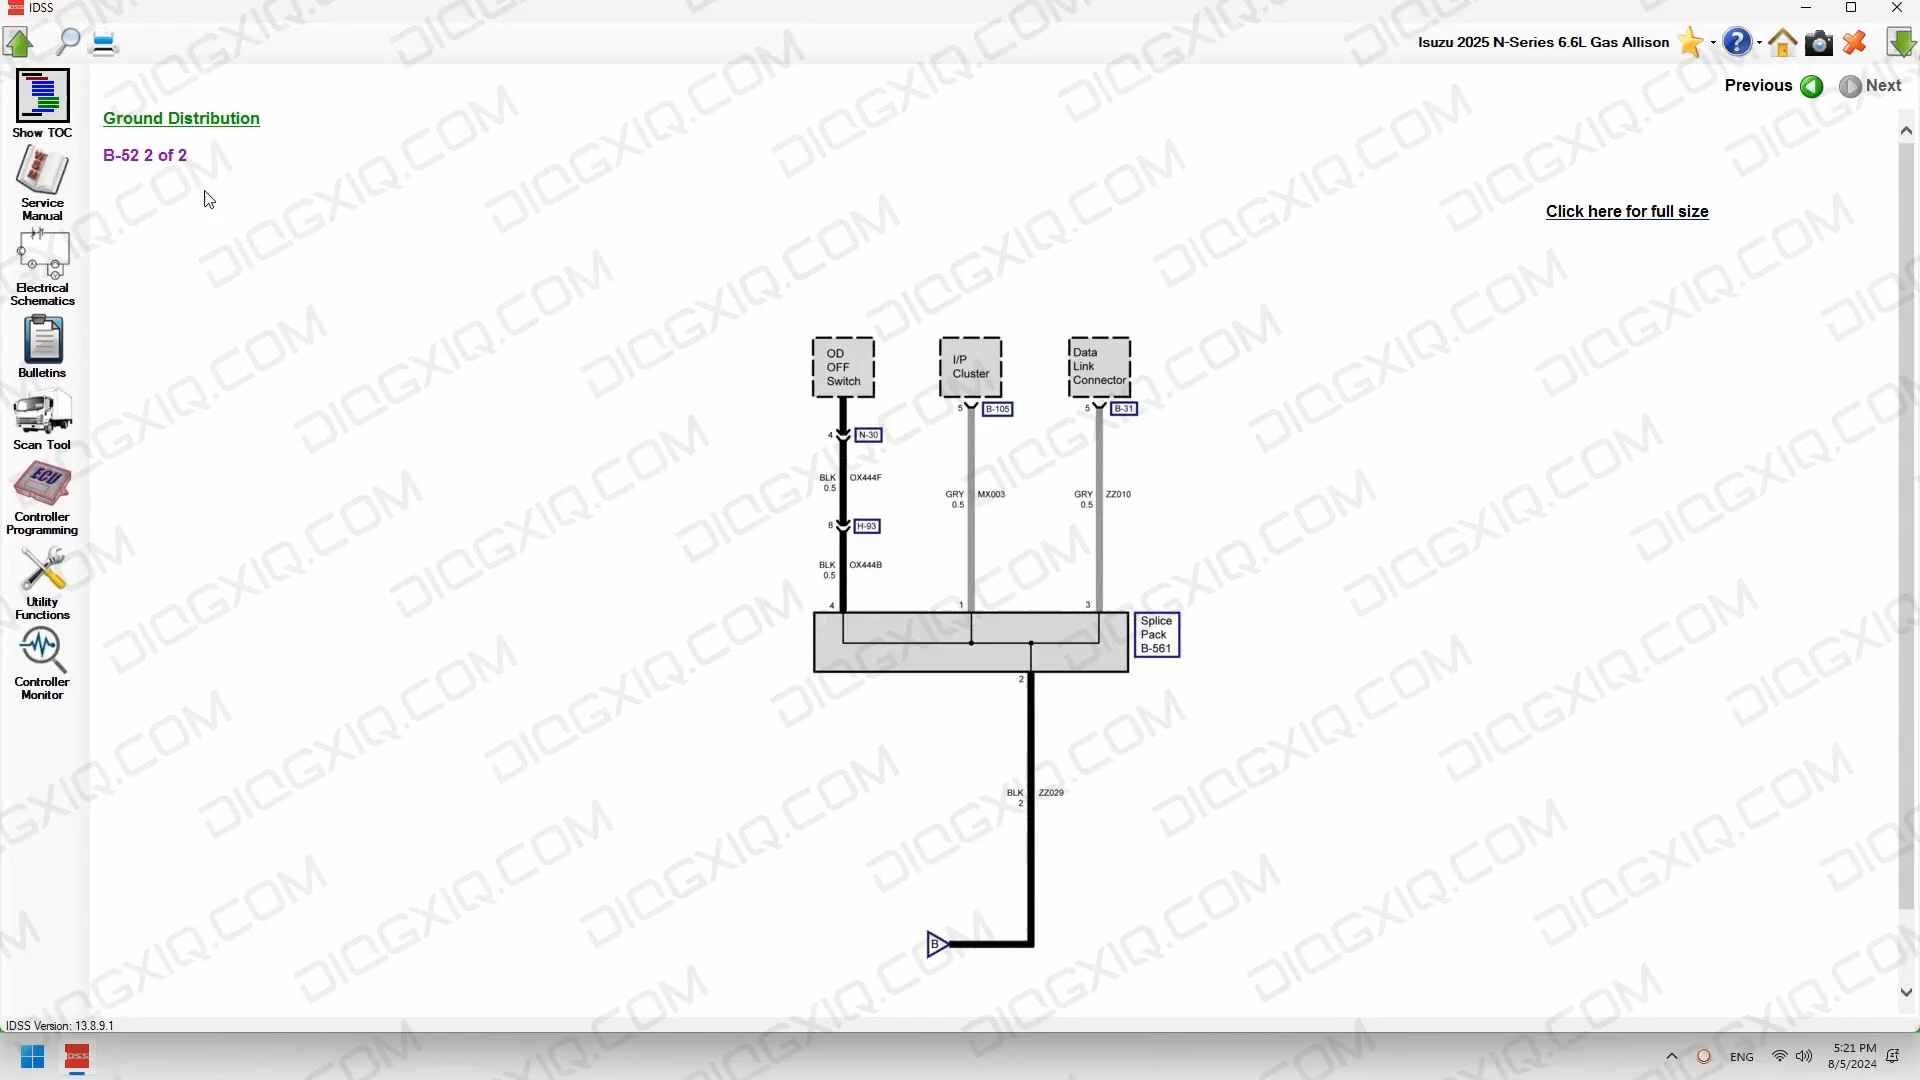 IDSS
Isuzu 2025 N-Series 6.6L Gas Allison
Previous
Next
Show TOC
Service
Manual
Electrical
Schematics
Bulletins
Scan Tool
ECU
Controller
Programming
Utility
Functions
Controller
Monitor
Ground Distribution
B-52 2 of 2
Click here for full size
OD
OFF
Switch
I/P
Cluster
Data
Link
Connector
5
B-105
5
B-31
4
N-30
BLK
0.5
OX444F
GRY
0.5
MX003
GRY
0.5
ZZ010
8
H-93
BLK
0.5
OX444B
4
1
3
Splice
Pack
B-561
2
BLK
2
ZZ029
B
IDSS Version: 13.8.9.1
IDSS
ENG
5:21 PM
8/5/2024
DIAGXIQ.COM